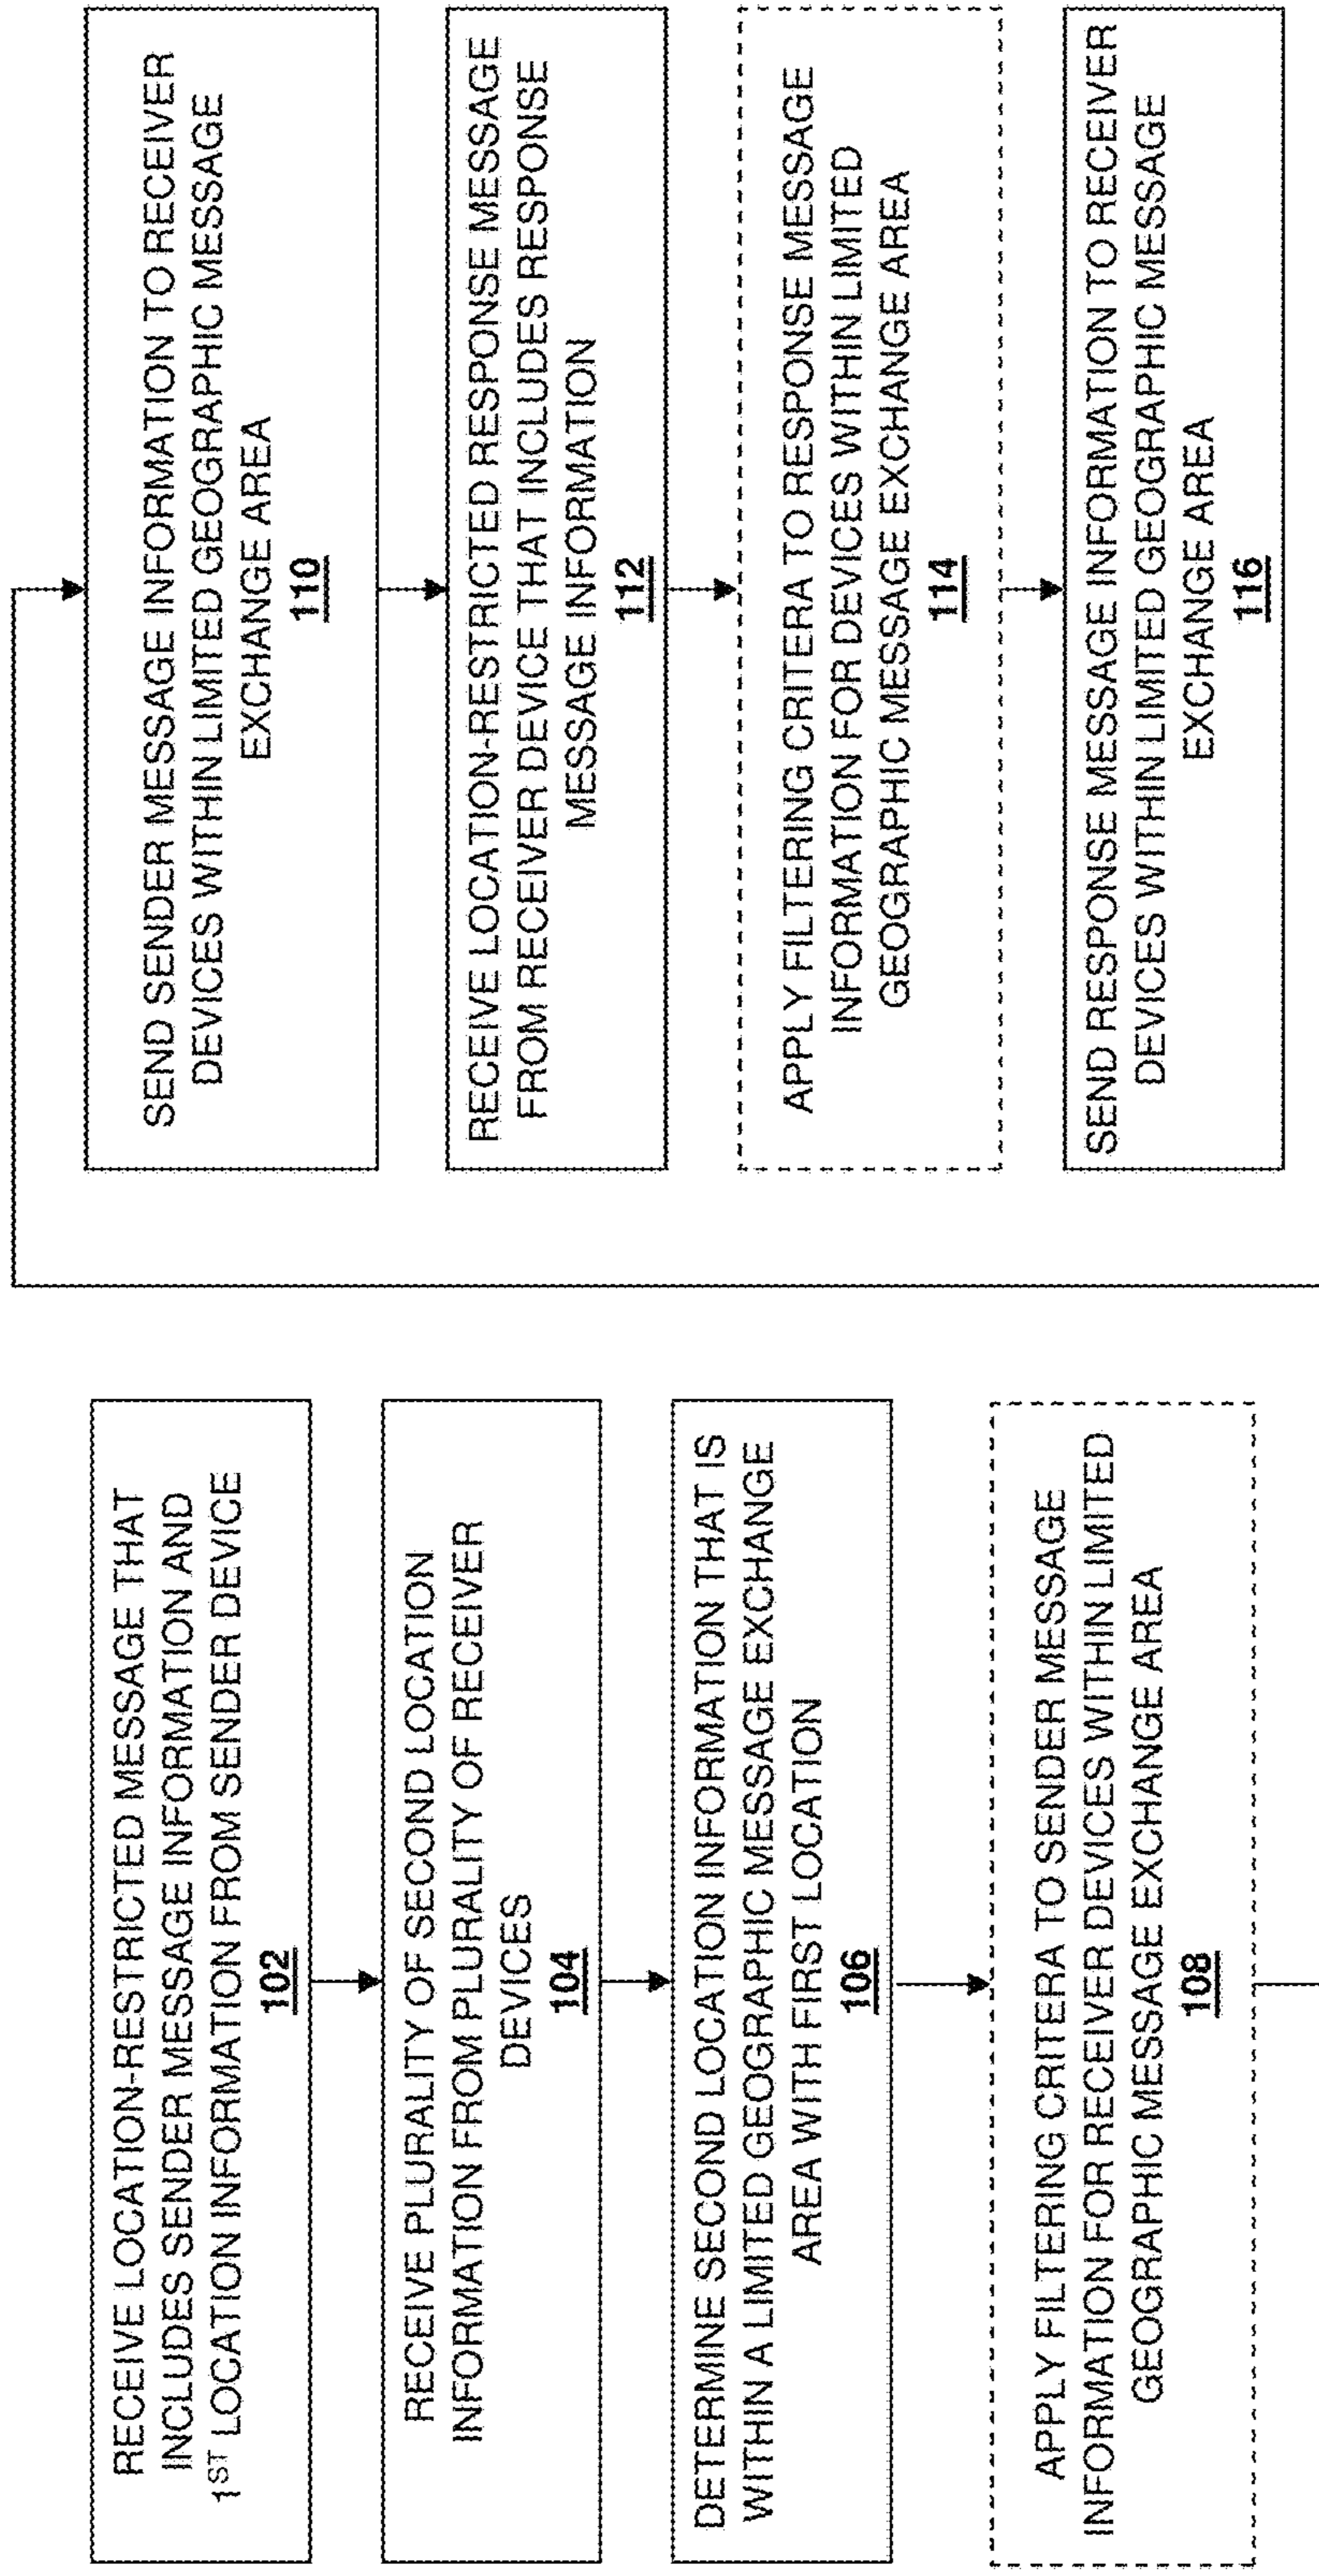 RECEIVE LOCATION-RESTRICTED MESSAGE THAT
INCLUDES SENDER MESSAGE INFORMATION AND
1ST LOCATION INFORMATION FROM SENDER DEVICE
102
RECEIVE PLURALITY OF SECOND LOCATION
INFORMATION FROM PLURALITY OF RECEIVER
DEVICES
104
DETERMINE SECOND LOCATION INFORMATION THAT IS
WITHIN A LIMITED GEOGRAPHIC MESSAGE EXCHANGE
AREA WITH FIRST LOCATION
106
APPLY FILTERING CRITERA TO SENDER MESSAGE
INFORMATION FOR RECEIVER DEVICES WITHIN LIMITED
GEOGRAPHIC MESSAGE EXCHANGE AREA
108
SEND SENDER MESSAGE INFORMATION TO RECEIVER
DEVICES WITHIN LIMITED GEOGRAPHIC MESSAGE
EXCHANGE AREA
110
RECEIVE LOCATION-RESTRICTED RESPONSE MESSAGE
FROM RECEIVER DEVICE THAT INCLUDES RESPONSE
MESSAGE INFORMATION
112
APPLY FILTERING CRITERA TO RESPONSE MESSAGE
INFORMATION FOR DEVICES WITHIN LIMITED
GEOGRAPHIC MESSAGE EXCHANGE AREA
114
SEND RESPONSE MESSAGE INFORMATION TO RECEIVER
DEVICES WITHIN LIMITED GEOGRAPHIC MESSAGE
EXCHANGE AREA
116